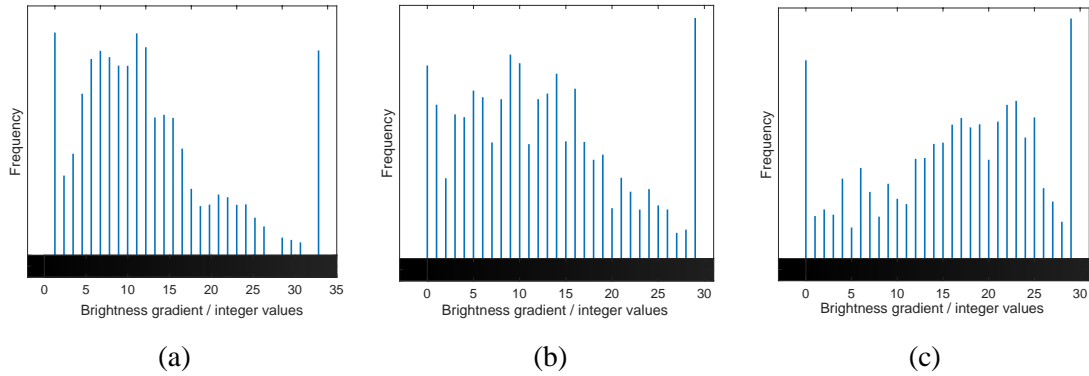 Frequency
0 5 10 15 20 25 30 35
Brightness gradient / integer values
(a)
Frequency
0 5 10 15 20 25 30
Brightness gradient / integer values
(b)
Frequency
0 5 10 15 20 25 30
Brightness gradient / integer values
(c)